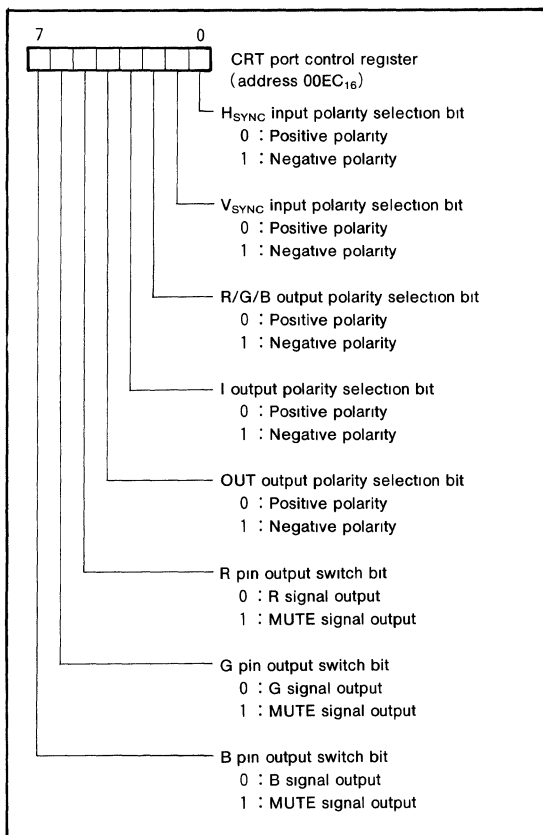 7 0
CRT port control register
(address 00EC₁₆)
H_SYNC input polarity selection bit
0 : Positive polarity
1 : Negative polarity
V_SYNC input polarity selection bit
0 : Positive polarity
1 : Negative polarity
R/G/B output polarity selection bit
0 : Positive polarity
1 : Negative polarity
I output polarity selection bit
0 : Positive polarity
1 : Negative polarity
OUT output polarity selection bit
0 : Positive polarity
1 : Negative polarity
R pin output switch bit
0 : R signal output
1 : MUTE signal output
G pin output switch bit
0 : G signal output
1 : MUTE signal output
B pin output switch bit
0 : B signal output
1 : MUTE signal output